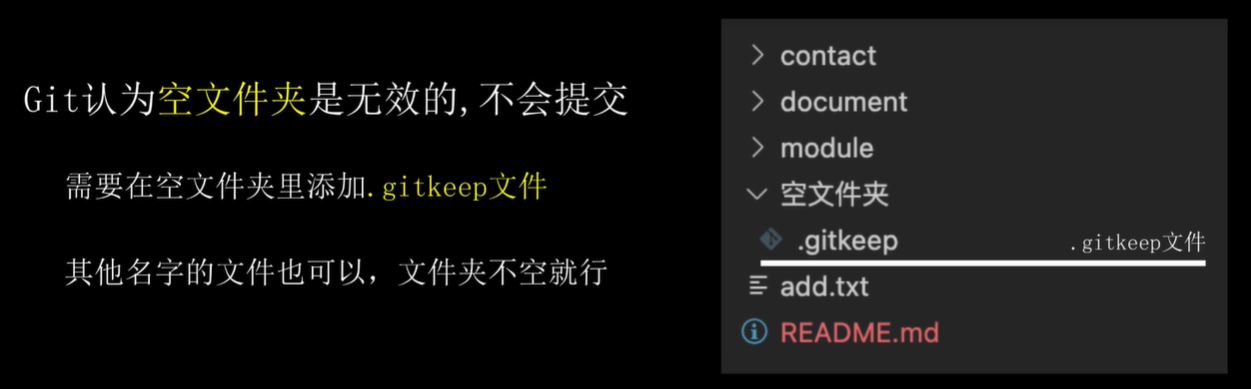 Git认为空文件夹是无效的,不会提交
需要在空文件夹里添加.gitkeep文件
其他名字的文件也可以，文件夹不空就行
contact
document
module
空文件夹
.gitkeep
.gitkeep文件
add.txt
README.md